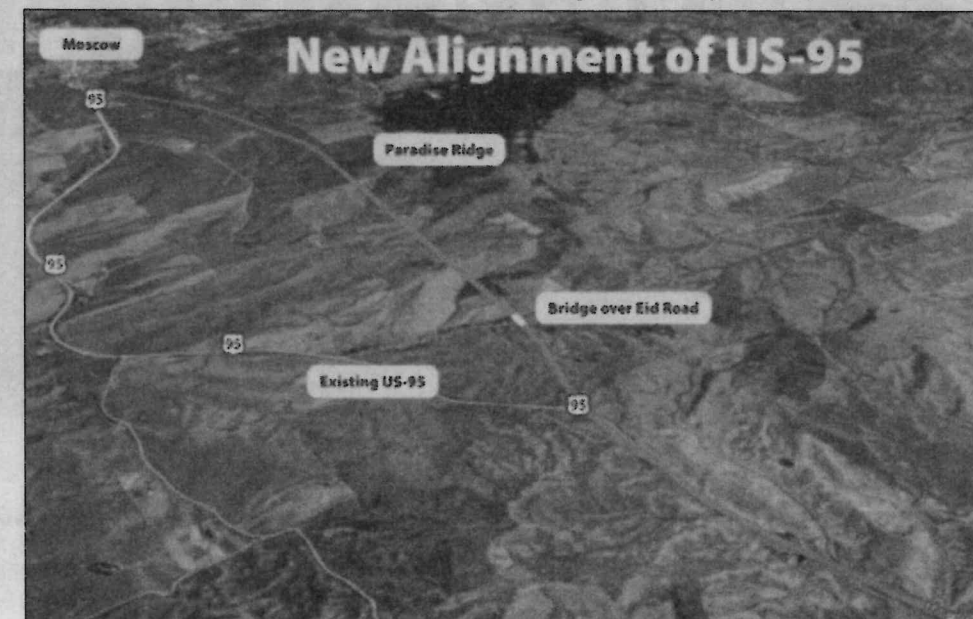 Moscow
New Alignment of US-95
95
Paradise Ridge
95
Bridge over Eid Road
95
Existing US-95
95